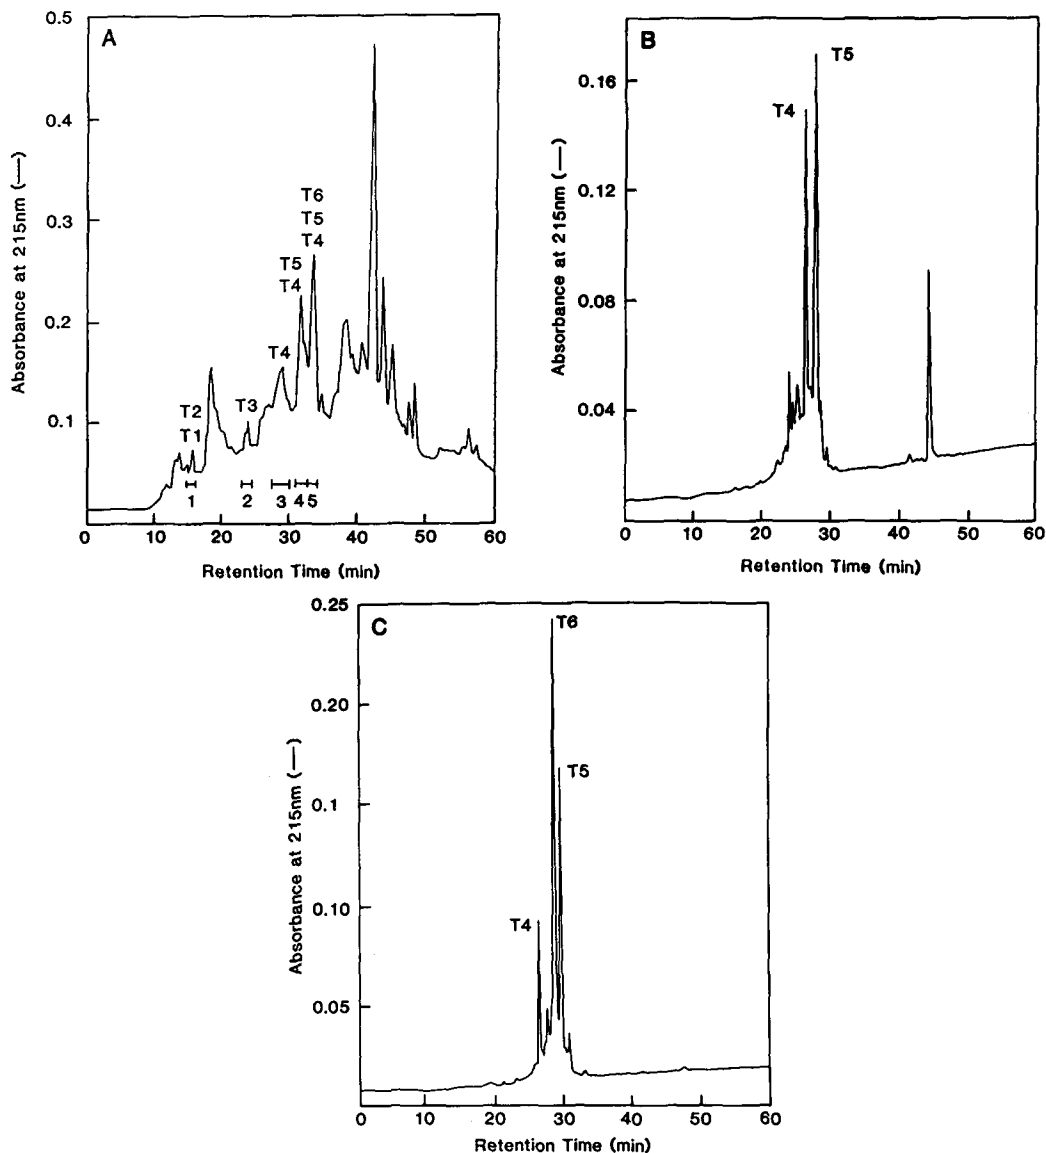 A
0.5
0.4
0.3
0.2
0.1
Absorbance at 215nm (—)
T2
T1
T3
T4
T5
T4
T6
T5
T4
1
2
3
4
5
0 10 20 30 40 50 60
Retention Time (min)
B
0.16
0.12
0.08
0.04
Absorbance at 215nm (—)
T4
T5
0 10 20 30 40 50 60
Retention Time (min)
C
0.25
0.20
0.1
0.10
0.05
Absorbance at 215nm (—)
T4
T6
T5
0 10 20 30 40 50 60
Retention Time (min)